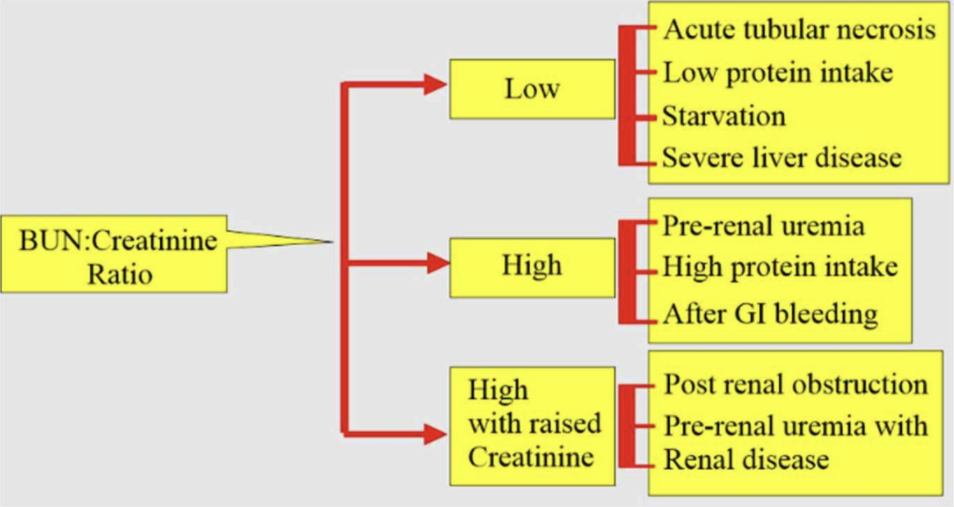 BUN:Creatinine
Ratio
Low
Acute tubular necrosis
Low protein intake
Starvation
Severe liver disease
High
Pre-renal uremia
High protein intake
After GI bleeding
High
with raised
Creatinine
Post renal obstruction
Pre-renal uremia with
Renal disease